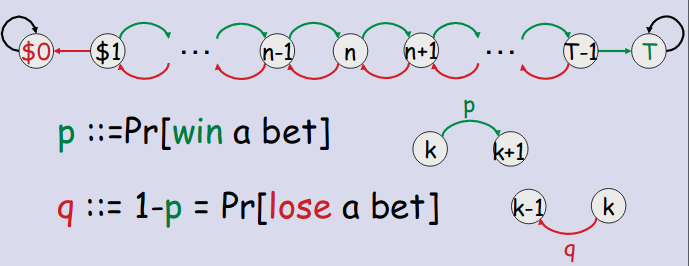 $0 $1 ... n-1 n n+1 ... T-1 T
p ::=Pr[win a bet]
p
k k+1
q ::= 1-p = Pr[lose a bet]
k-1 k
q